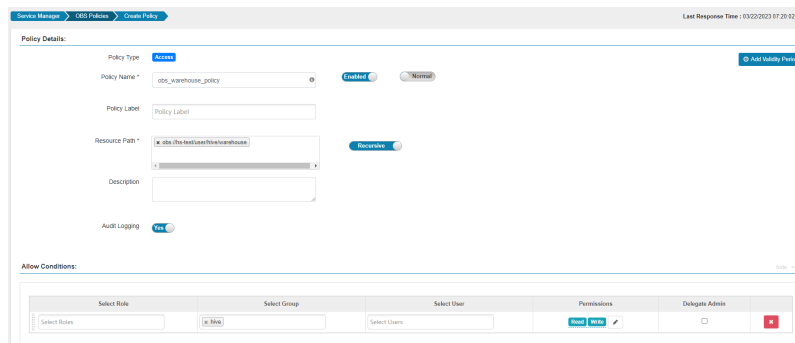 Service Manager OBS Policies Create Policy Last Response Time : 03/22/2023 07:20:02
Policy Details:
Policy Type Access Add Validity Perio
Policy Name * obs_warehouse_policy Enabled Normal
Policy Label Policy Label
Resource Path * obs://hs-test/user/hive/warehouse Recursive
Description
Audit Logging Yes
Allow Conditions: hide
Select Role Select Group Select User Permissions Delegate Admin
Select Roles hive Select Users Read Write